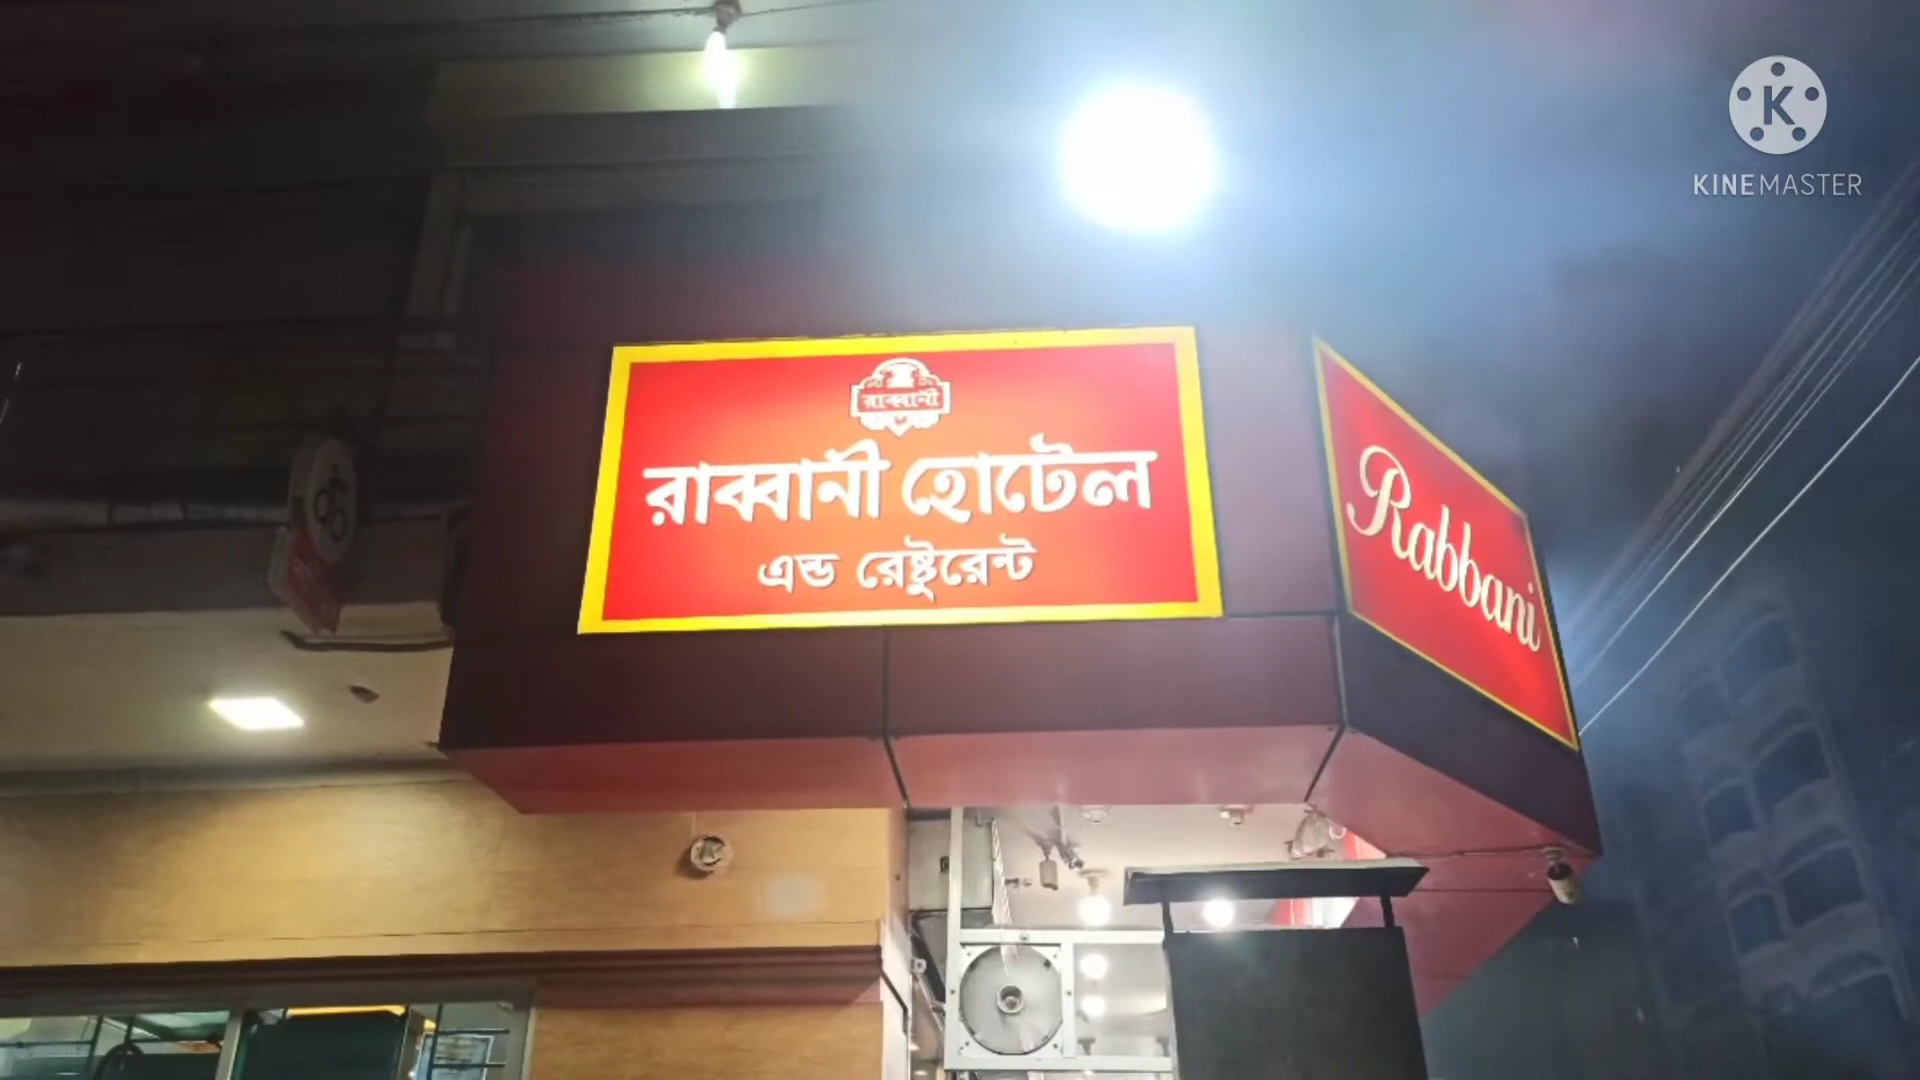 রাব্বানী
রাব্বানী হোটেল
এন্ড রেষ্টুরেন্ট
Rabbani
K
KINEMASTER